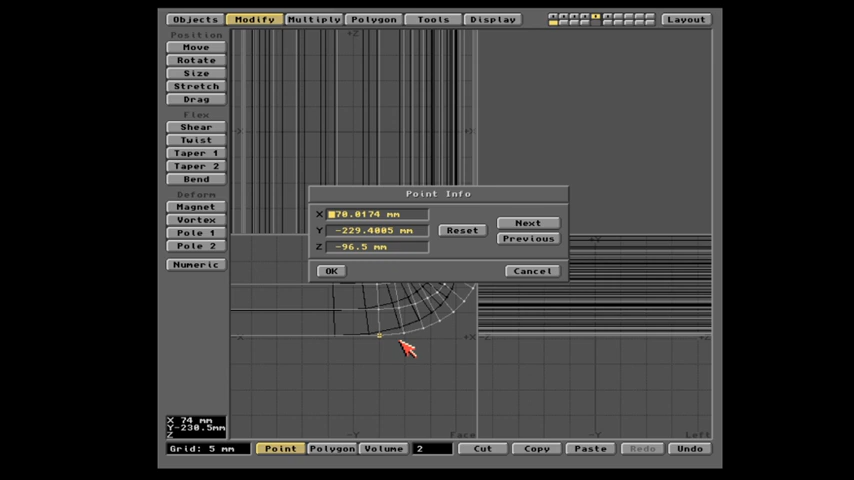 Objects Modify Multiply Polygon Tools Display Layout
Position
Move
Rotate
Size
Stretch
Drag
Flex
Shear
Twist
Taper 1
Taper 2
Bend
Deform
Magnet
Vortex
Pole 1
Pole 2
Numeric
+Z
-X
+X
Point Info
X 70.0174 mm
Y -229.4005 mm
Z -96.5 mm
Reset
Next
Previous
OK
Cancel
+Y
-X
+X
-Z
+Z
-Y
Face
-Y
Left
X 74 mm
Y-230.5mm
Z
Grid: 5 mm Point Polygon Volume 2 Cut Copy Paste Redo Undo